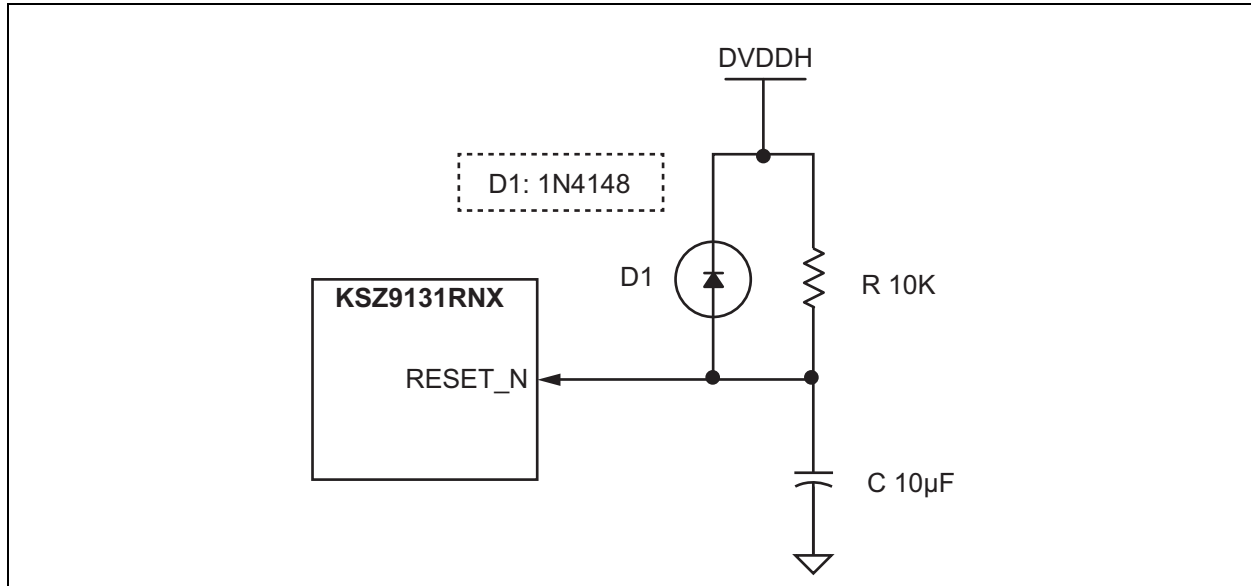 DVDDH
D1: 1N4148
D1
R 10K
KSZ9131RNX
RESET_N
C 10µF